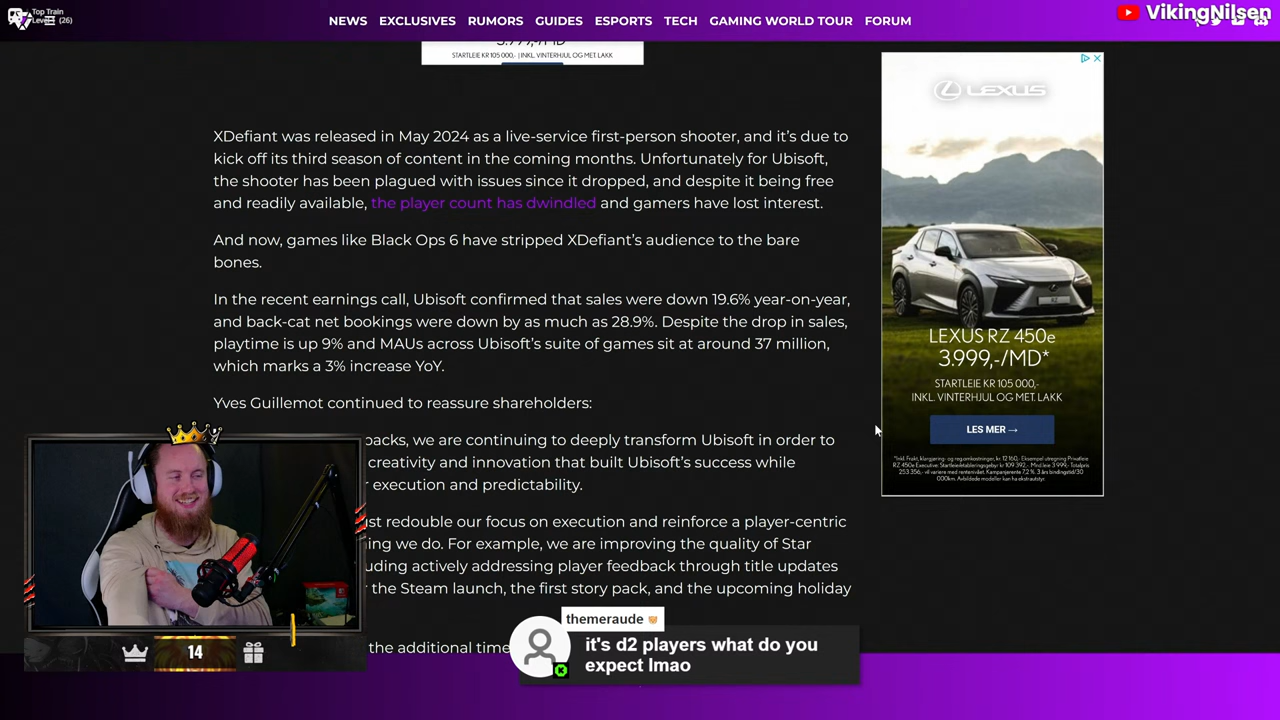 Top Train
Level 1 (26)
NEWS EXCLUSIVES RUMORS GUIDES ESPORTS TECH GAMING WORLD TOUR FORUM
VikingNilsen
STARTLEIE KR 105 000,- | INKL. VINTERHJUL OG MET. LAKK
XDefiant was released in May 2024 as a live-service first-person shooter, and it's due to
kick off its third season of content in the coming months. Unfortunately for Ubisoft,
the shooter has been plagued with issues since it dropped, and despite it being free
and readily available, the player count has dwindled and gamers have lost interest.
And now, games like Black Ops 6 have stripped XDefiant's audience to the bare
bones.
In the recent earnings call, Ubisoft confirmed that sales were down 19.6% year-on-year,
and back-cat net bookings were down by as much as 28.9%. Despite the drop in sales,
playtime is up 9% and MAUs across Ubisoft's suite of games sit at around 37 million,
which marks a 3% increase YoY.
Yves Guillemot continued to reassure shareholders:
backs, we are continuing to deeply transform Ubisoft in order to
creativity and innovation that built Ubisoft's success while
execution and predictability.
ust redouble our focus on execution and reinforce a player-centric
ing we do. For example, we are improving the quality of Star
uding actively addressing player feedback through title updates
the Steam launch, the first story pack, and the upcoming holiday
the additional time
LEXUS
LEXUS RZ 450e
3.999,-/MD*
STARTLEIE KR 105 000,-
INKL. VINTERHJUL OG MET. LAKK
LES MER →
14
themeraude
it's d2 players what do you
expect lmao